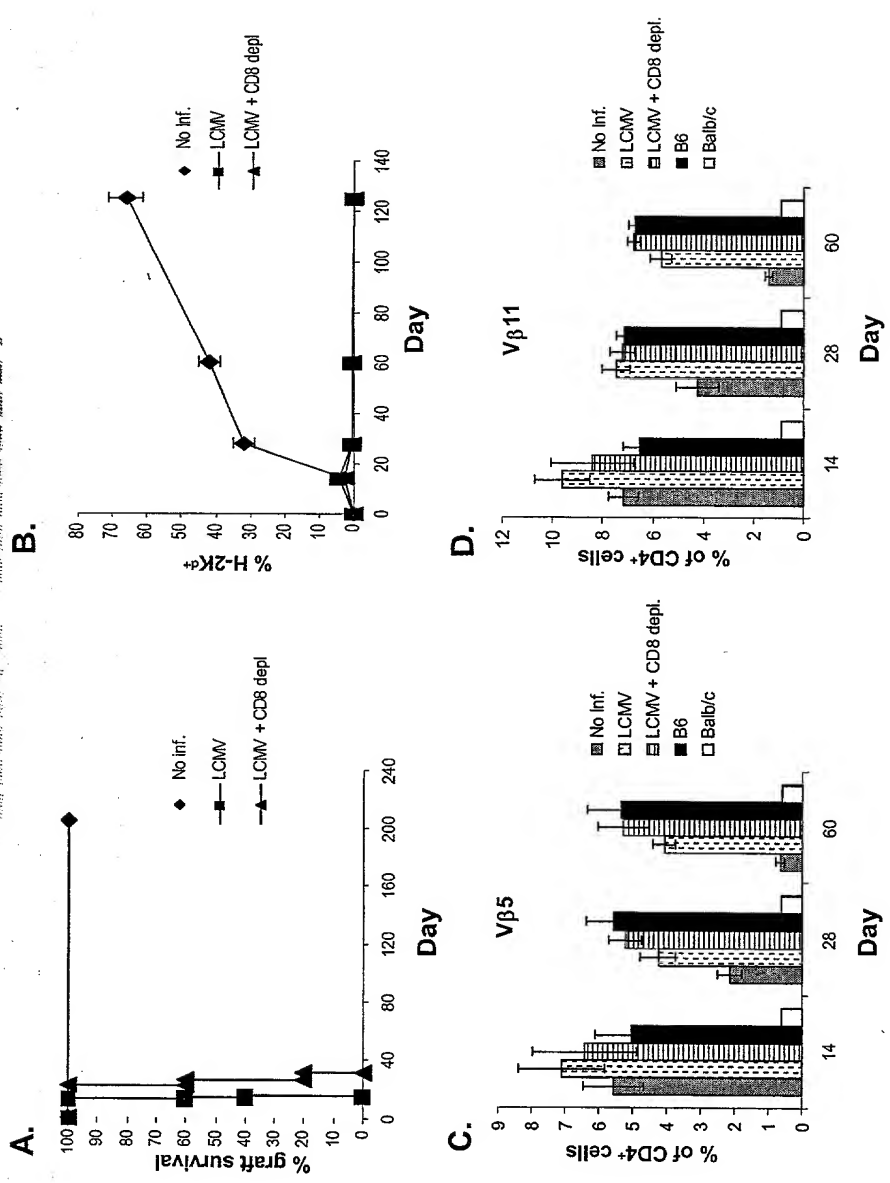 A.
% graft survival
100
90
80
70
60
50
40
30
20
10
0
0
40
80
120
160
200
240
Day
No inf.
LCMV
LCMV + CD8 depl
B.
% H-2Kd+
80
70
60
50
40
30
20
10
0
0
20
40
60
80
100
120
140
Day
No Inf.
LCMV
LCMV + CD8 depl
C.
Vβ5
% of CD4+ cells
9
8
7
6
5
4
3
2
1
0
14
28
60
Day
No Inf.
LCMV
LCMV + CD8 depl.
B6
Balb/c
D.
Vβ11
% of CD4+ cells
12
10
8
6
4
2
0
14
28
60
Day
No Inf.
LCMV
LCMV + CD8 depl.
B6
Balb/c